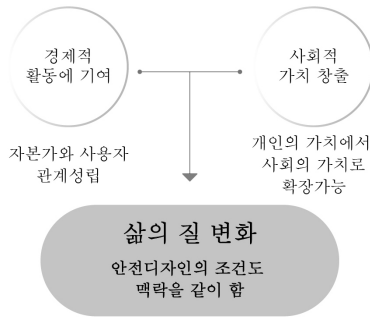 경제적
활동에 기여
사회적
가치 창출
자본가와 사용자
관계성립
개인의 가치에서
사회의 가치로
확장가능
삶의 질 변화
안전디자인의 조건도
맥락을 같이 함